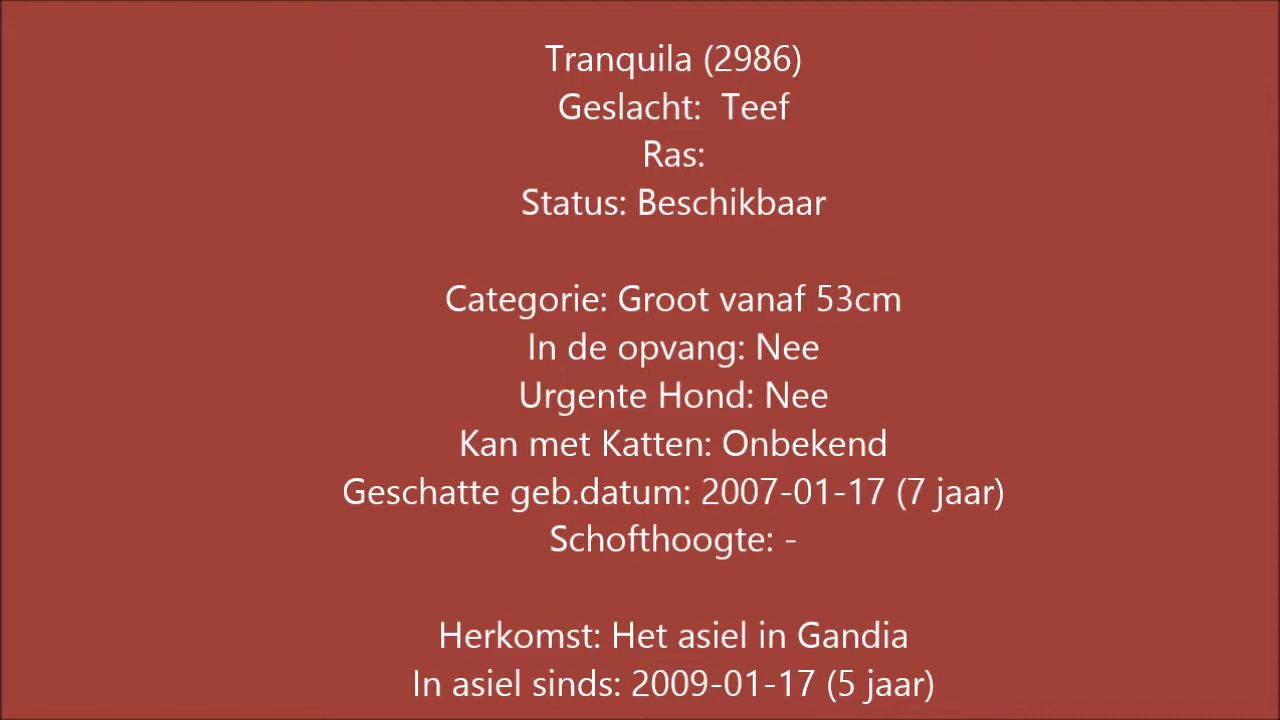 Tranquila (2986)
Geslacht:  Teef
Ras:
Status: Beschikbaar
Categorie: Groot vanaf 53cm
In de opvang: Nee
Urgente Hond: Nee
Kan met Katten: Onbekend
Geschatte geb.datum: 2007-01-17 (7 jaar)
Schofthoogte: -
Herkomst: Het asiel in Gandia
In asiel sinds: 2009-01-17 (5 jaar)